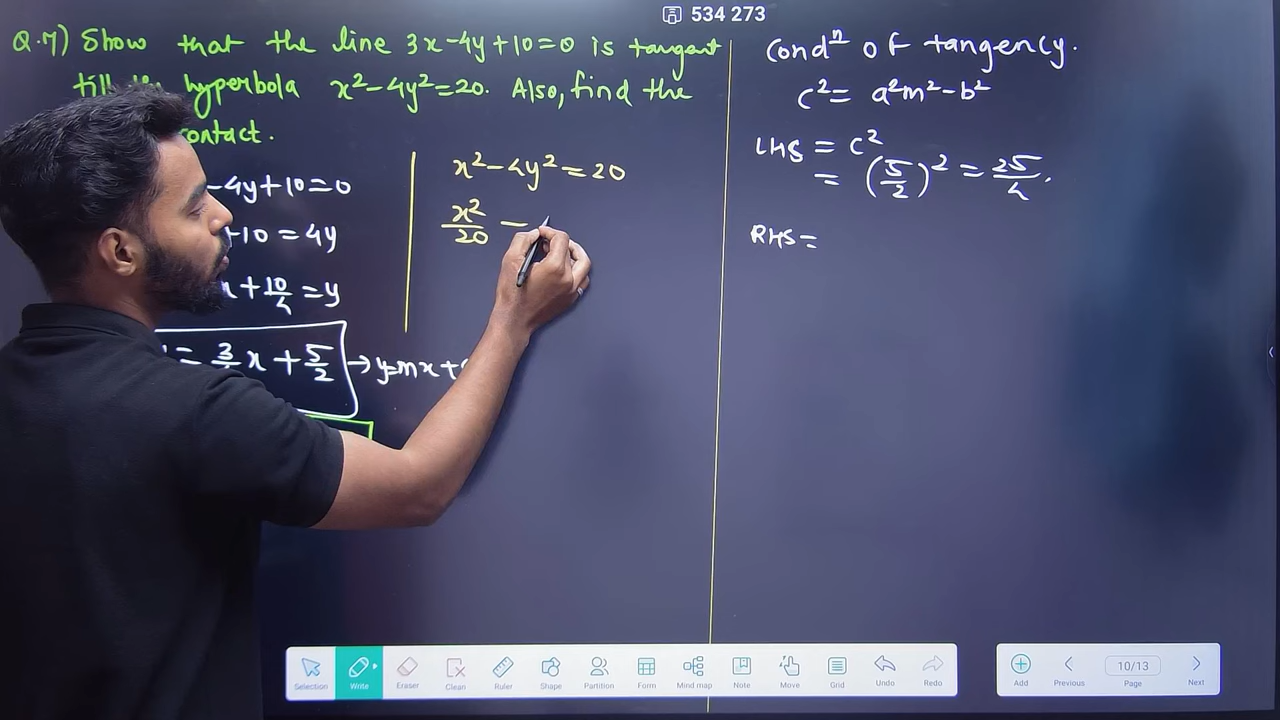 534 273
Q.7) Show that the line 3x-4y+10=0 is tangent
hyperbola x²-4y²=20. Also, find the
contact.
-4y+10=0
+10=4y
x+10/4=y
=3/4x+5/2 →y=mx+
x²-4y²=20
x²/20 -
Condⁿ of tangency.
c²= a²m²-b²
LHS = c²
= (5/2)² = 25/4.
RHS =
Selection Write Eraser Clean Ruler Shape Partition Form Mind map Note Move Grid Undo Redo
Add Previous 10/13 Page Next